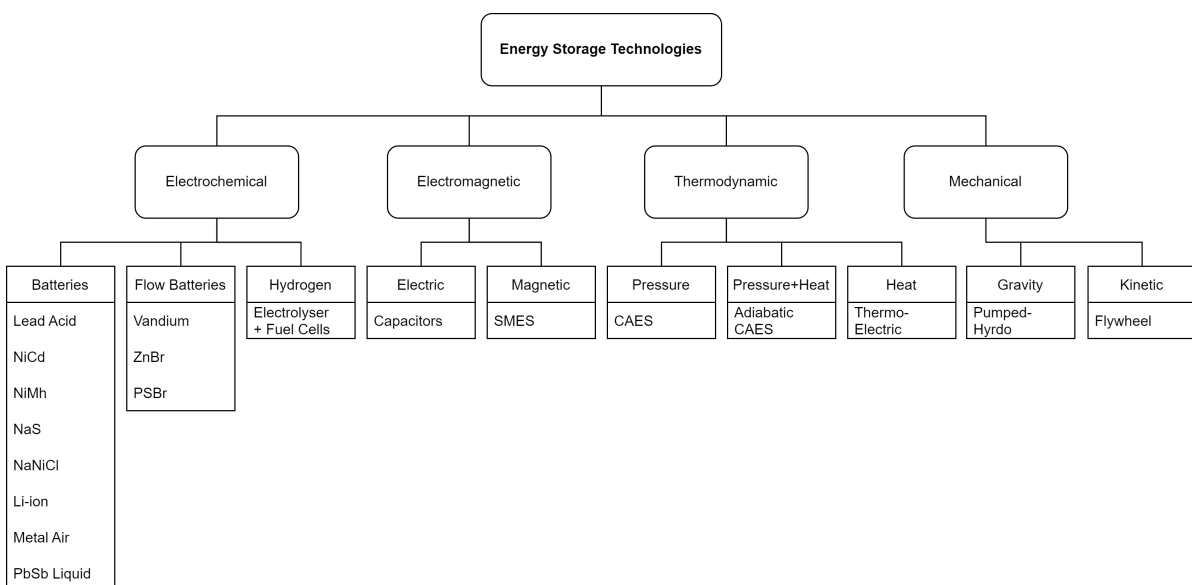 Energy Storage Technologies
Electrochemical
Electromagnetic
Thermodynamic
Mechanical
Batteries
Lead Acid
NiCd
NiMh
NaS
NaNiCl
Li-ion
Metal Air
PbSb Liquid
Flow Batteries
Vandium
ZnBr
PSBr
Hydrogen
Electrolyser
+ Fuel Cells
Electric
Capacitors
Magnetic
SMES
Pressure
CAES
Pressure+Heat
Adiabatic
CAES
Heat
Thermo-
Electric
Gravity
Pumped-
Hyrdo
Kinetic
Flywheel